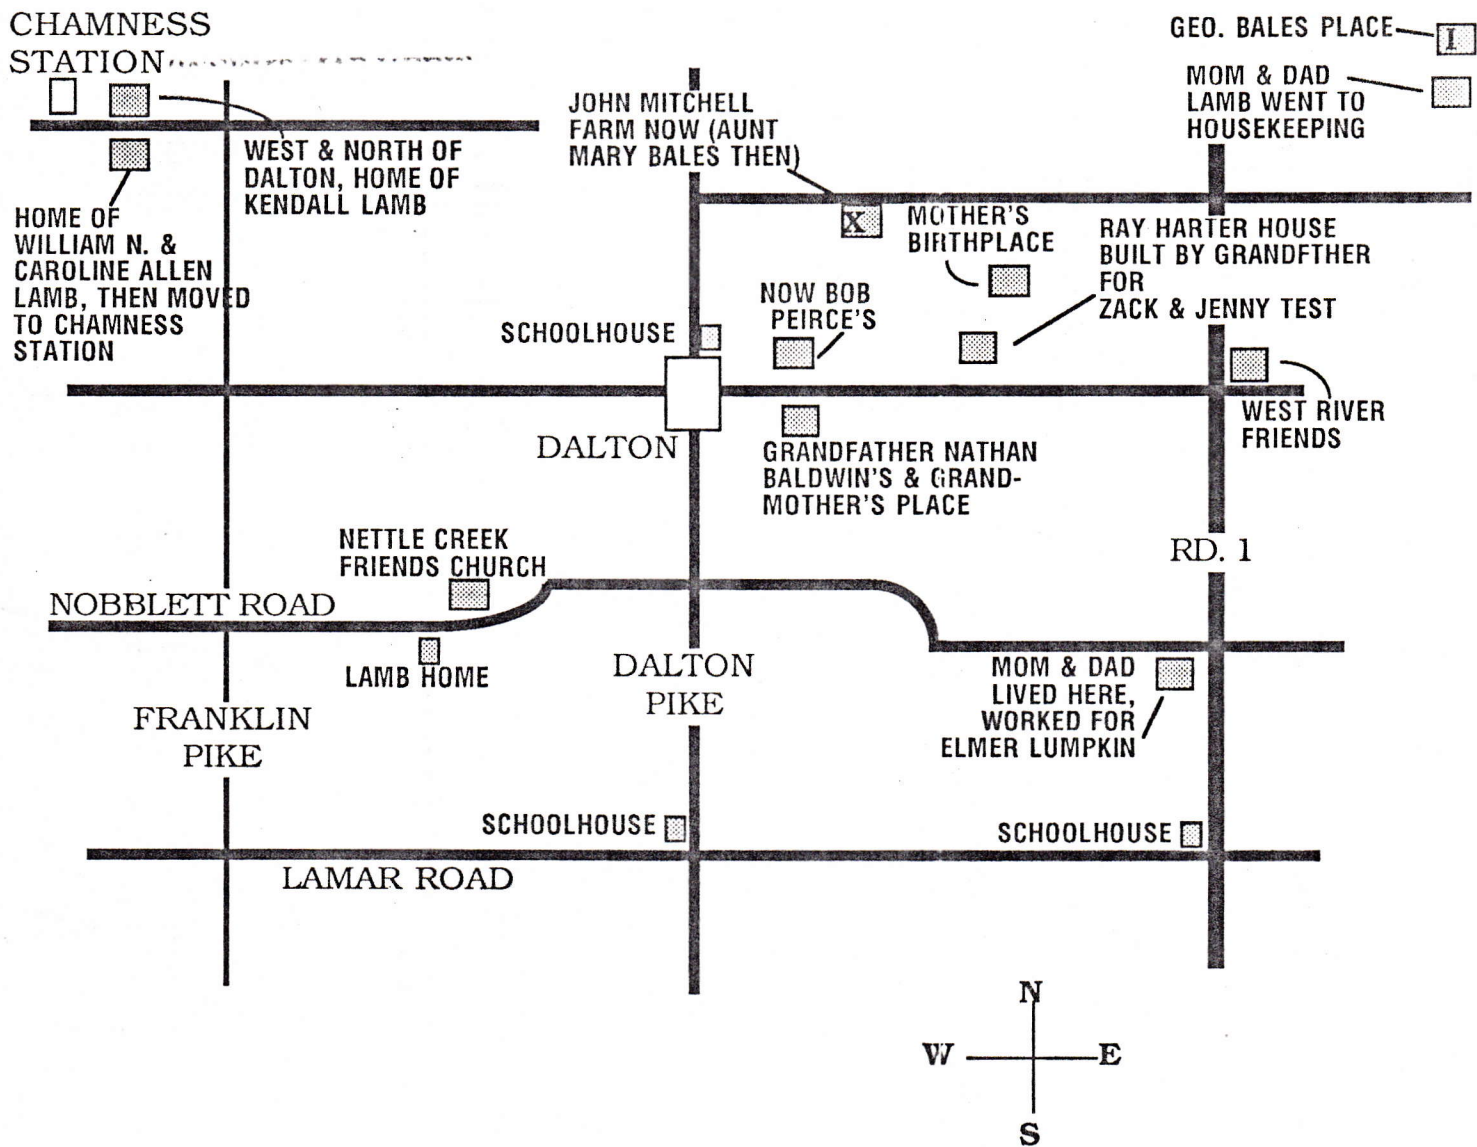 CHAMNESS
STATION
GEO. BALES PLACE
I
MOM & DAD
LAMB WENT TO
HOUSEKEEPING
JOHN MITCHELL
FARM NOW (AUNT
MARY BALES THEN)
WEST & NORTH OF
DALTON, HOME OF
KENDALL LAMB
HOME OF
WILLIAM N. &
CAROLINE ALLEN
LAMB, THEN MOVED
TO CHAMNESS
STATION
X
MOTHER'S
BIRTHPLACE
RAY HARTER HOUSE
BUILT BY GRANDFTHER
FOR
ZACK & JENNY TEST
NOW BOB
PEIRCE'S
SCHOOLHOUSE
WEST RIVER
FRIENDS
DALTON
GRANDFATHER NATHAN
BALDWIN'S & GRAND-
MOTHER'S PLACE
NETTLE CREEK
FRIENDS CHURCH
RD. 1
NOBBLETT ROAD
LAMB HOME
DALTON
PIKE
MOM & DAD
LIVED HERE,
WORKED FOR
ELMER LUMPKIN
FRANKLIN
PIKE
SCHOOLHOUSE
SCHOOLHOUSE
LAMAR ROAD
N
W E
S